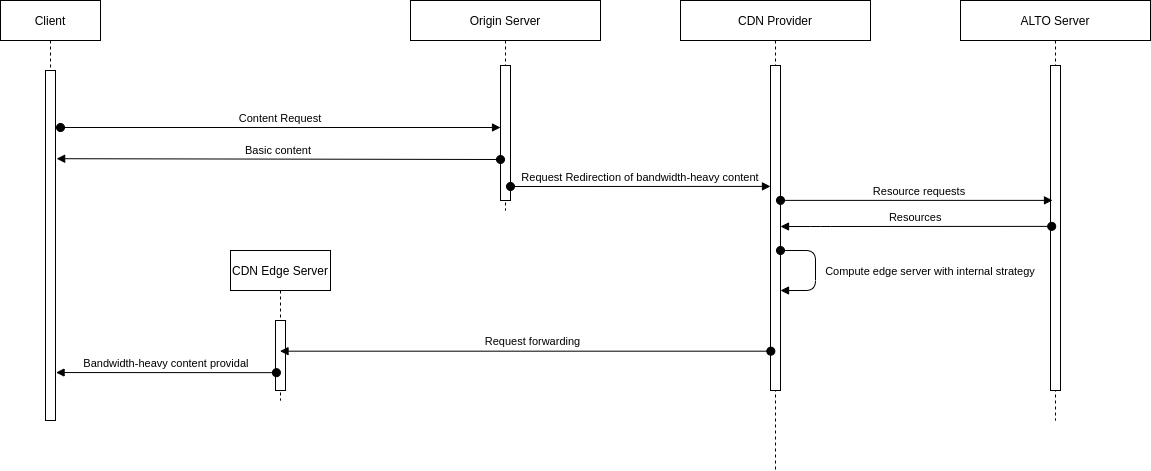 Client
Origin Server
CDN Provider
ALTO Server
Content Request
Basic content
Request Redirection of bandwidth-heavy content
Resource requests
Resources
CDN Edge Server
Compute edge server with internal strategy
Request forwarding
Bandwidth-heavy content providal